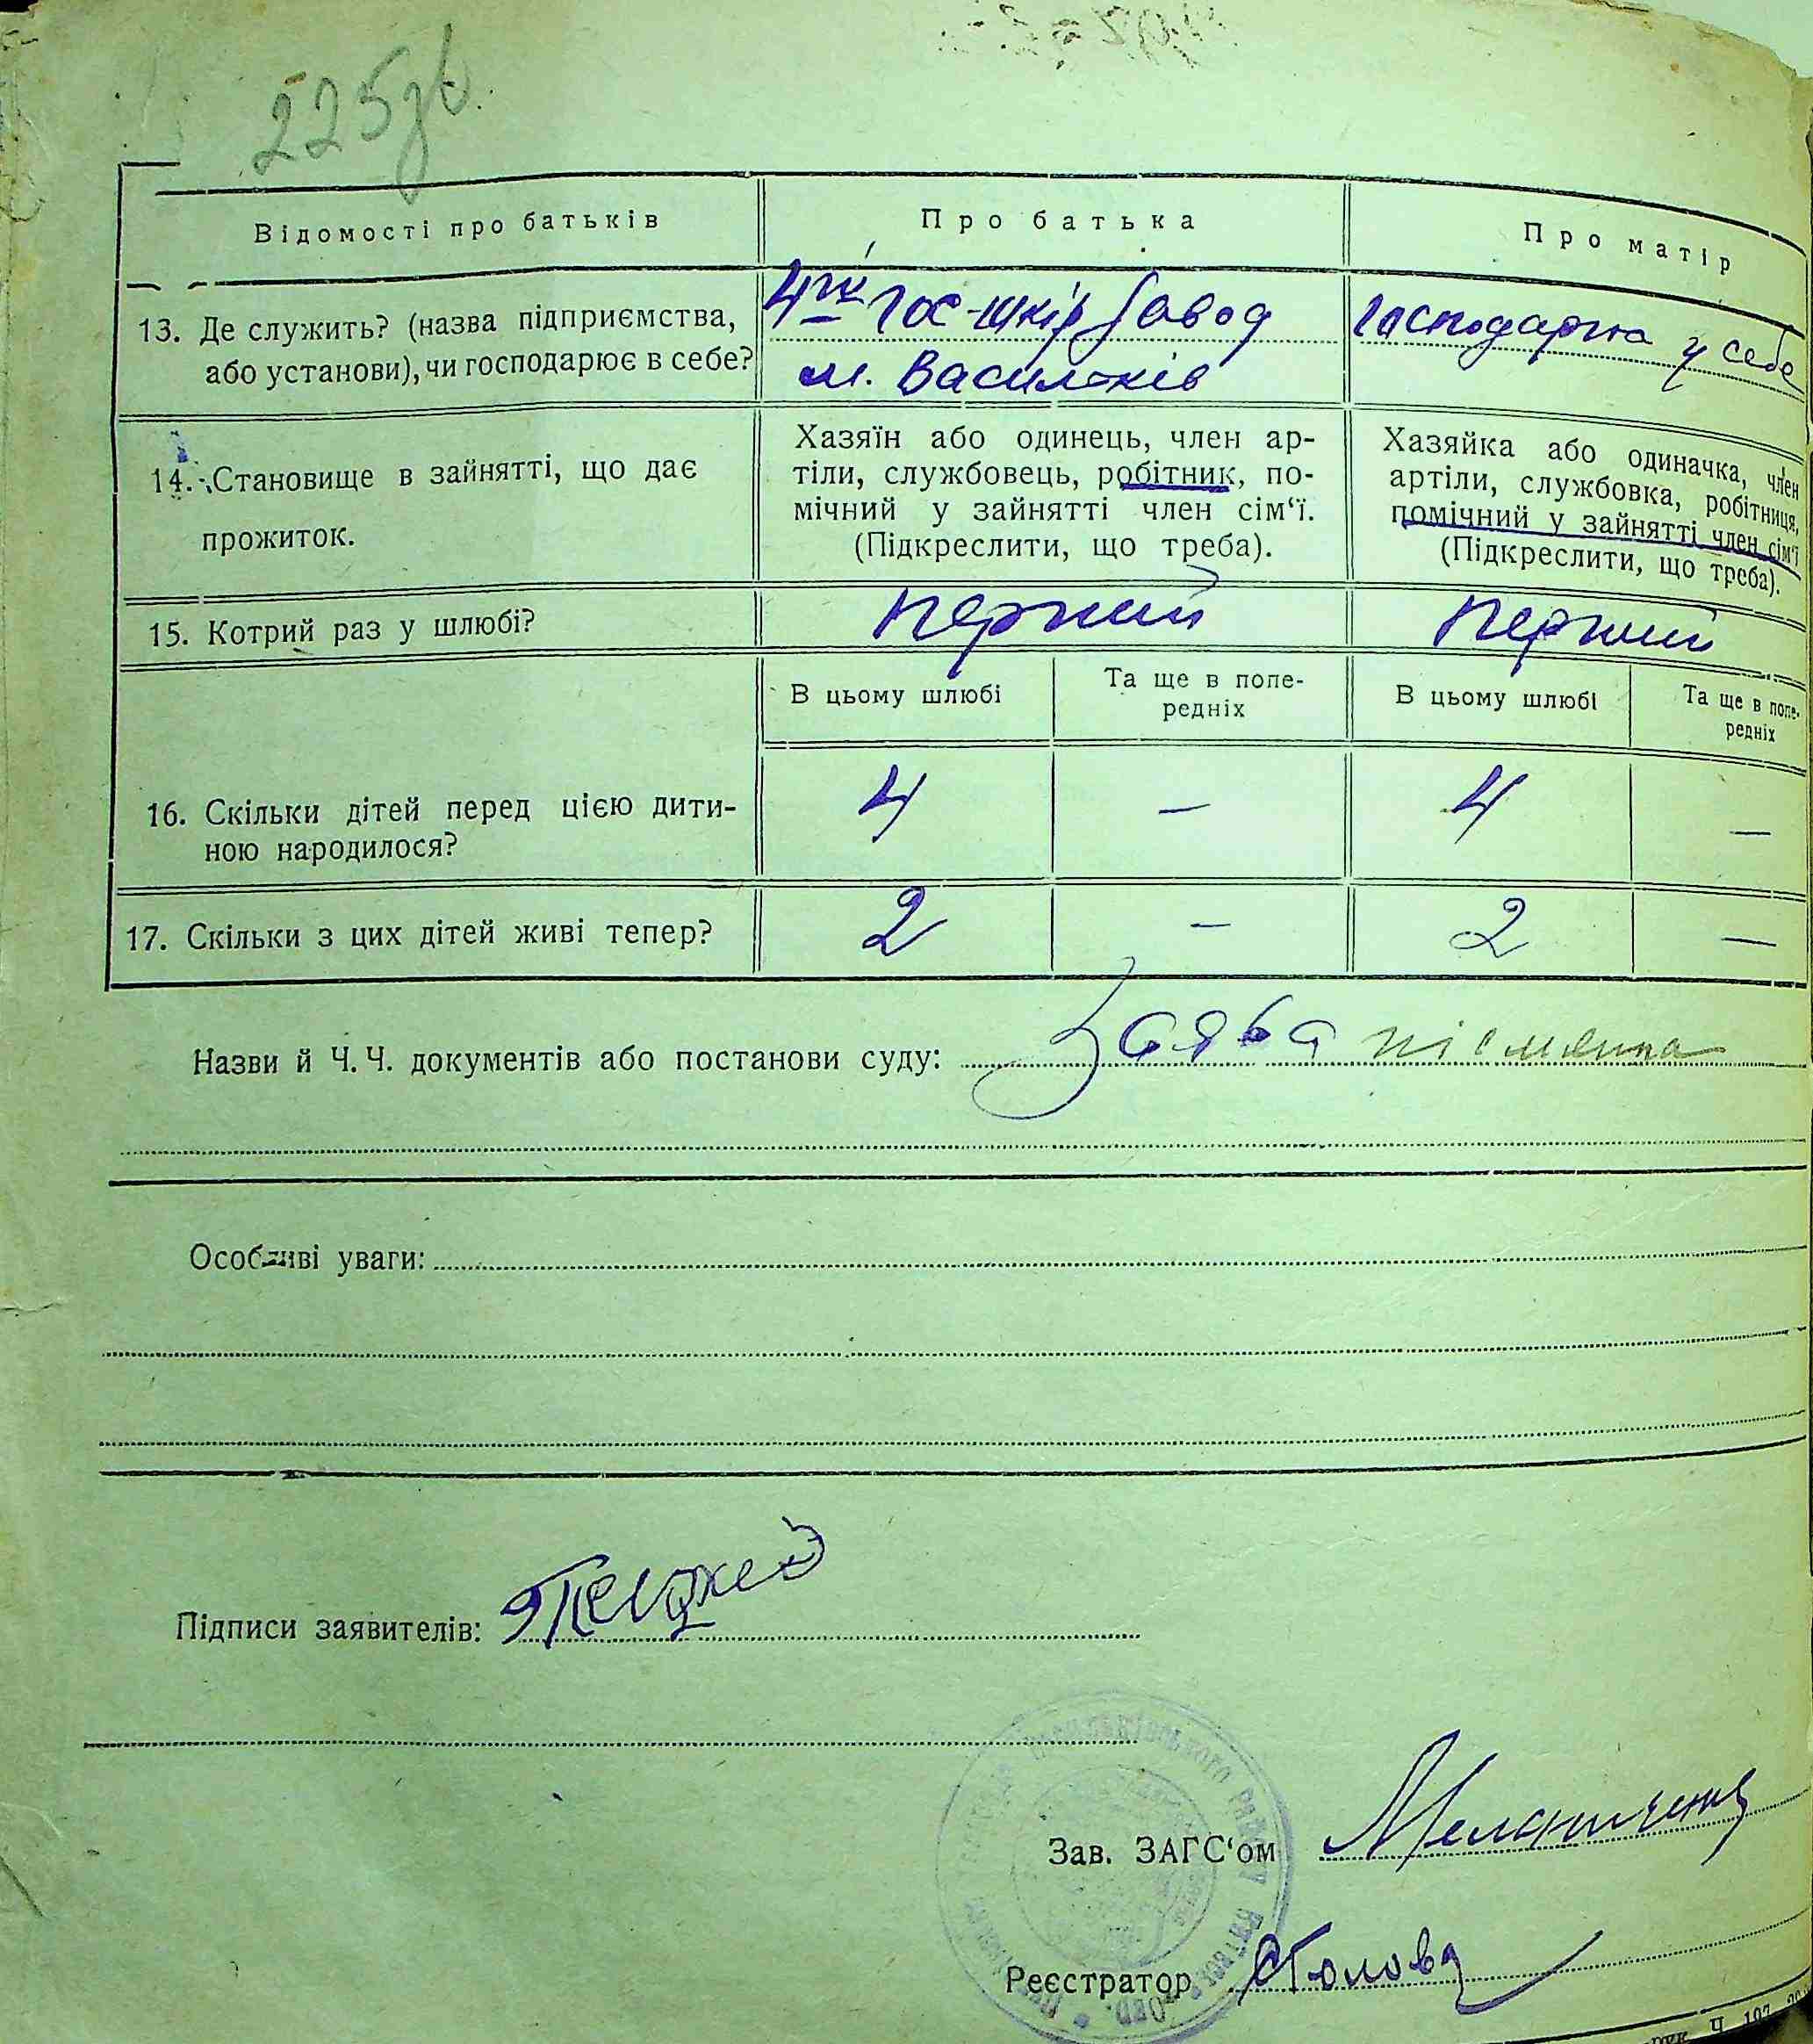 225зв.
Відомості про батьків
Про батька
Про матір
13. Де служить? (назва підприємства,
або установи), чи господарює в себе?
4та Гос-шкір Завод
м. Васильків
господарка у себе
14. Становище в зайнятті, що дає
прожиток.
Хазяїн або одинець, член ар-
тіли, службовець, робітник, по-
мічний у зайнятті член сім‘ї.
(Підкреслити, що треба).
Хазяйка або одиначка, член
артіли, службовка, робітниця,
помічний у зайнятті член сім‘ї
(Підкреслити, що треба).
15. Котрий раз у шлюбі?
Перший
Перший
В цьому шлюбі
Та ще в попе-
редніх
В цьому шлюбі
Та ще в попе-
редніх
16. Скільки дітей перед цією дити-
ною народилося?
4
—
4
—
17. Скільки з цих дітей живі тепер?
2
—
2
—
Назви й Ч. Ч. документів або постанови суду: Заява пісменна
Особливі уваги:
Підписи заявителів:
Зав. ЗАГС‘ом
Реєстратор